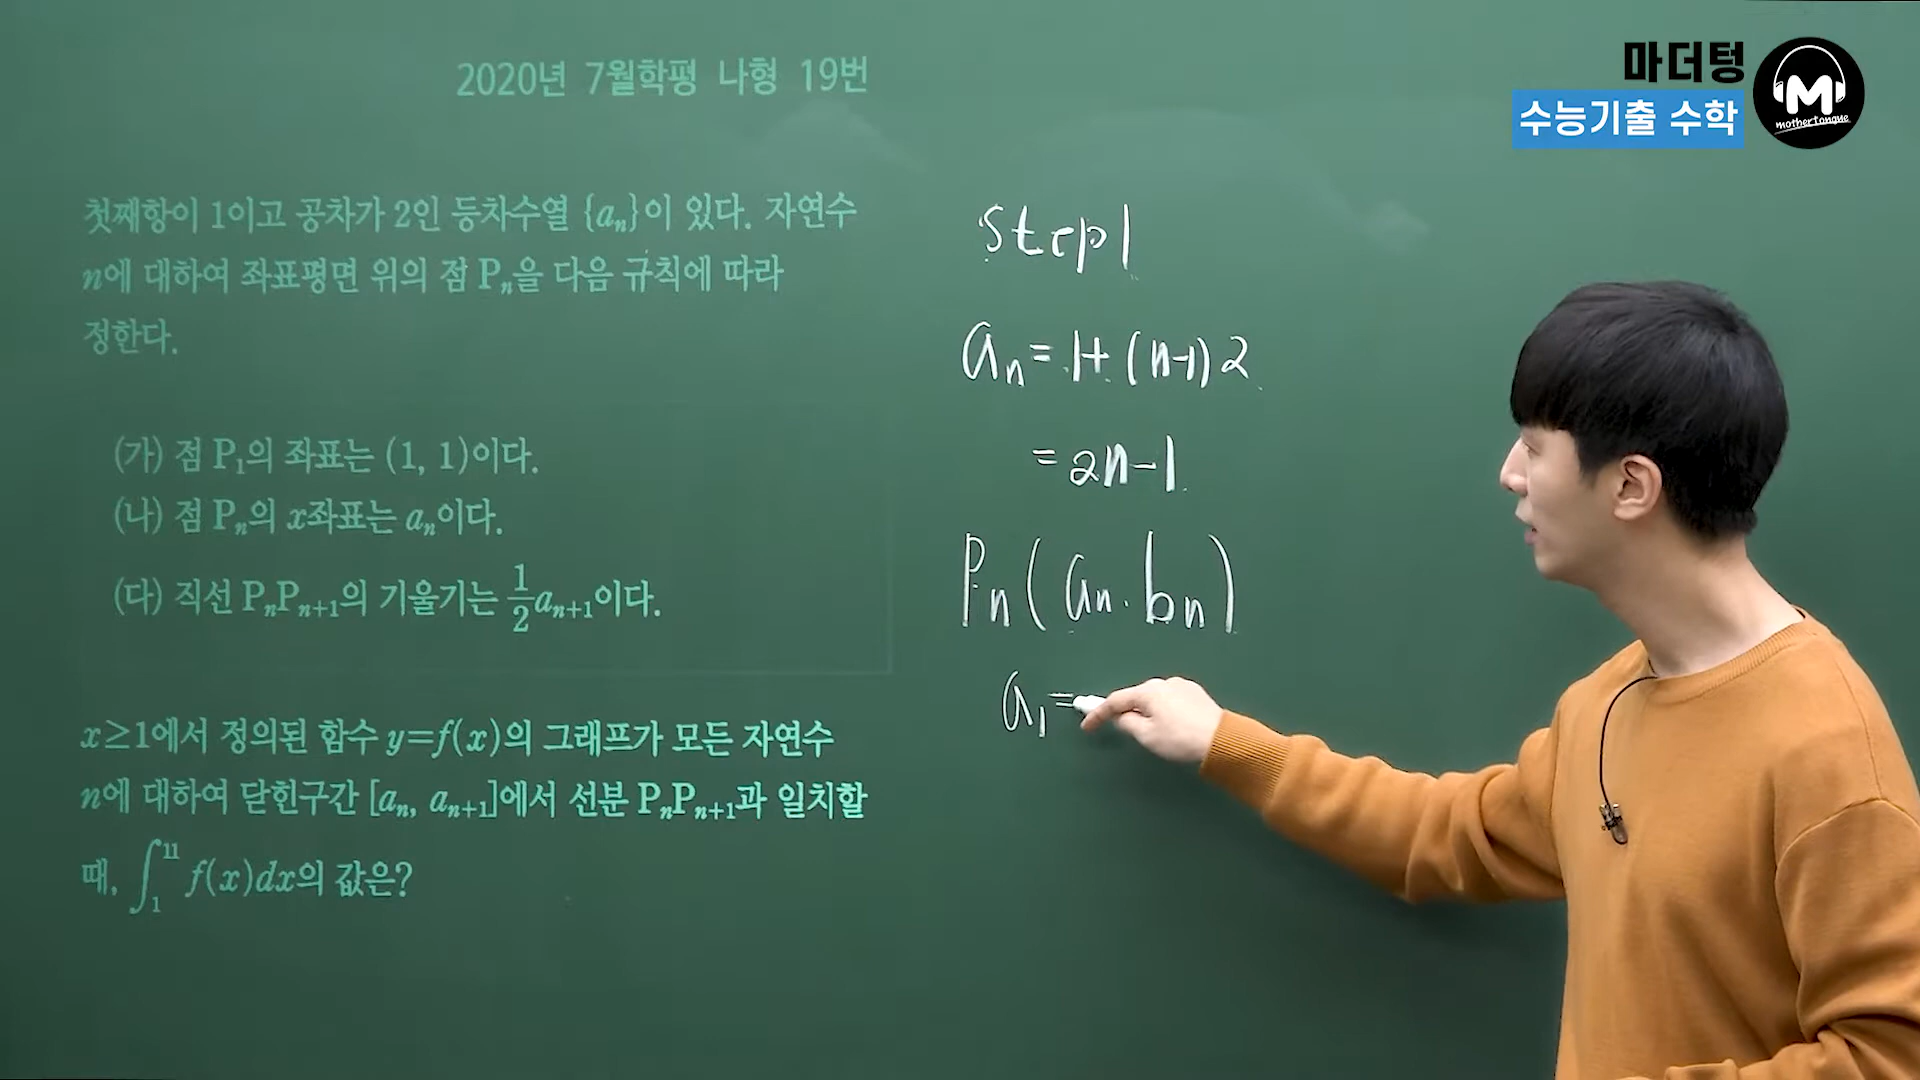 2020년 7월학평 나형 19번
마더텅
수능기출 수학
M
mothertongue
첫째항이 1이고 공차가 2인 등차수열 {aₙ}이 있다. 자연수
n에 대하여 좌표평면 위의 점 Pₙ을 다음 규칙에 따라
정한다.
(가) 점 P₁의 좌표는 (1, 1)이다.
(나) 점 Pₙ의 x좌표는 aₙ이다.
(다) 직선 PₙPₙ₊₁의 기울기는 1/2 aₙ₊₁이다.
x≥1에서 정의된 함수 y=f(x)의 그래프가 모든 자연수
n에 대하여 닫힌구간 [aₙ, aₙ₊₁]에서 선분 PₙPₙ₊₁과 일치할
때, ∫₁¹¹ f(x)dx의 값은?
Step1
aₙ = 1+(n-1)2
= 2n-1
Pₙ(aₙ. bₙ)
a₁ =